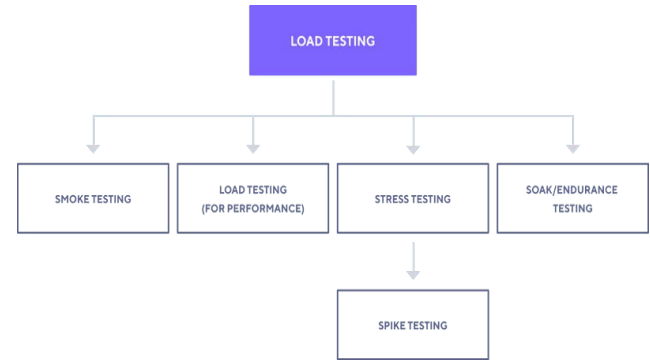 LOAD TESTING
SMOKE TESTING
LOAD TESTING
(FOR PERFORMANCE)
STRESS TESTING
SOAK/ENDURANCE
TESTING
SPIKE TESTING